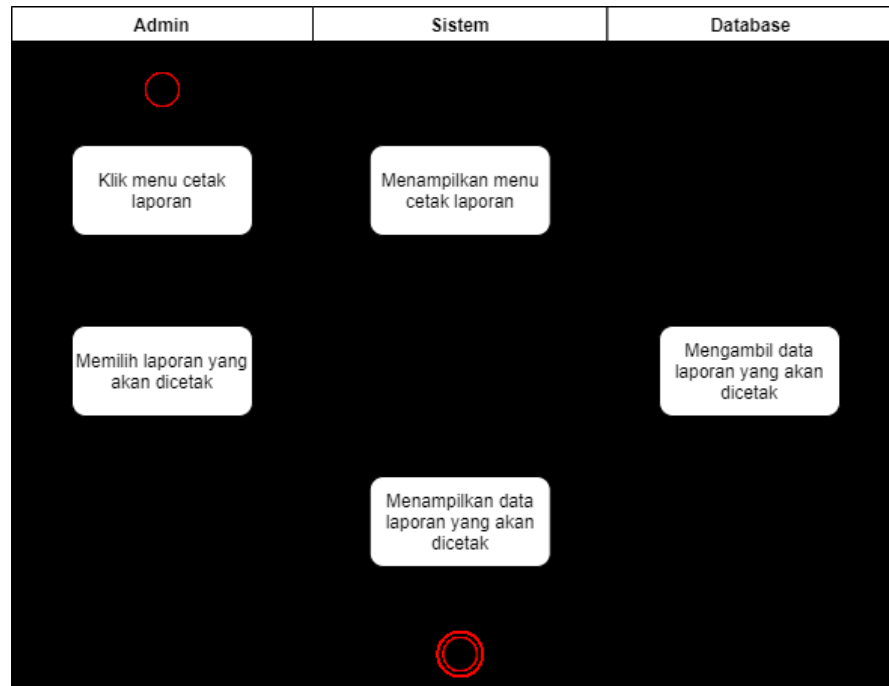 Admin
Sistem
Database
Klik menu cetak
laporan
Menampilkan menu
cetak laporan
Memilih laporan yang
akan dicetak
Mengambil data
laporan yang akan
dicetak
Menampilkan data
laporan yang akan
dicetak